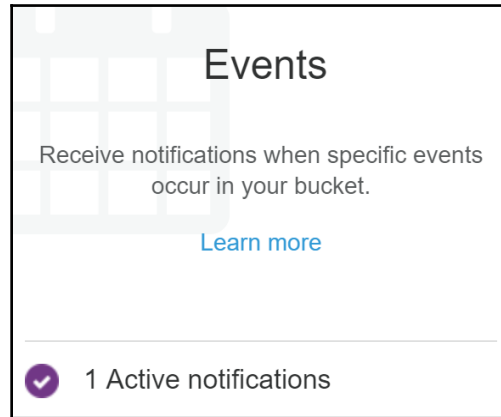 Events
Receive notifications when specific events
occur in your bucket.
Learn more
1 Active notifications